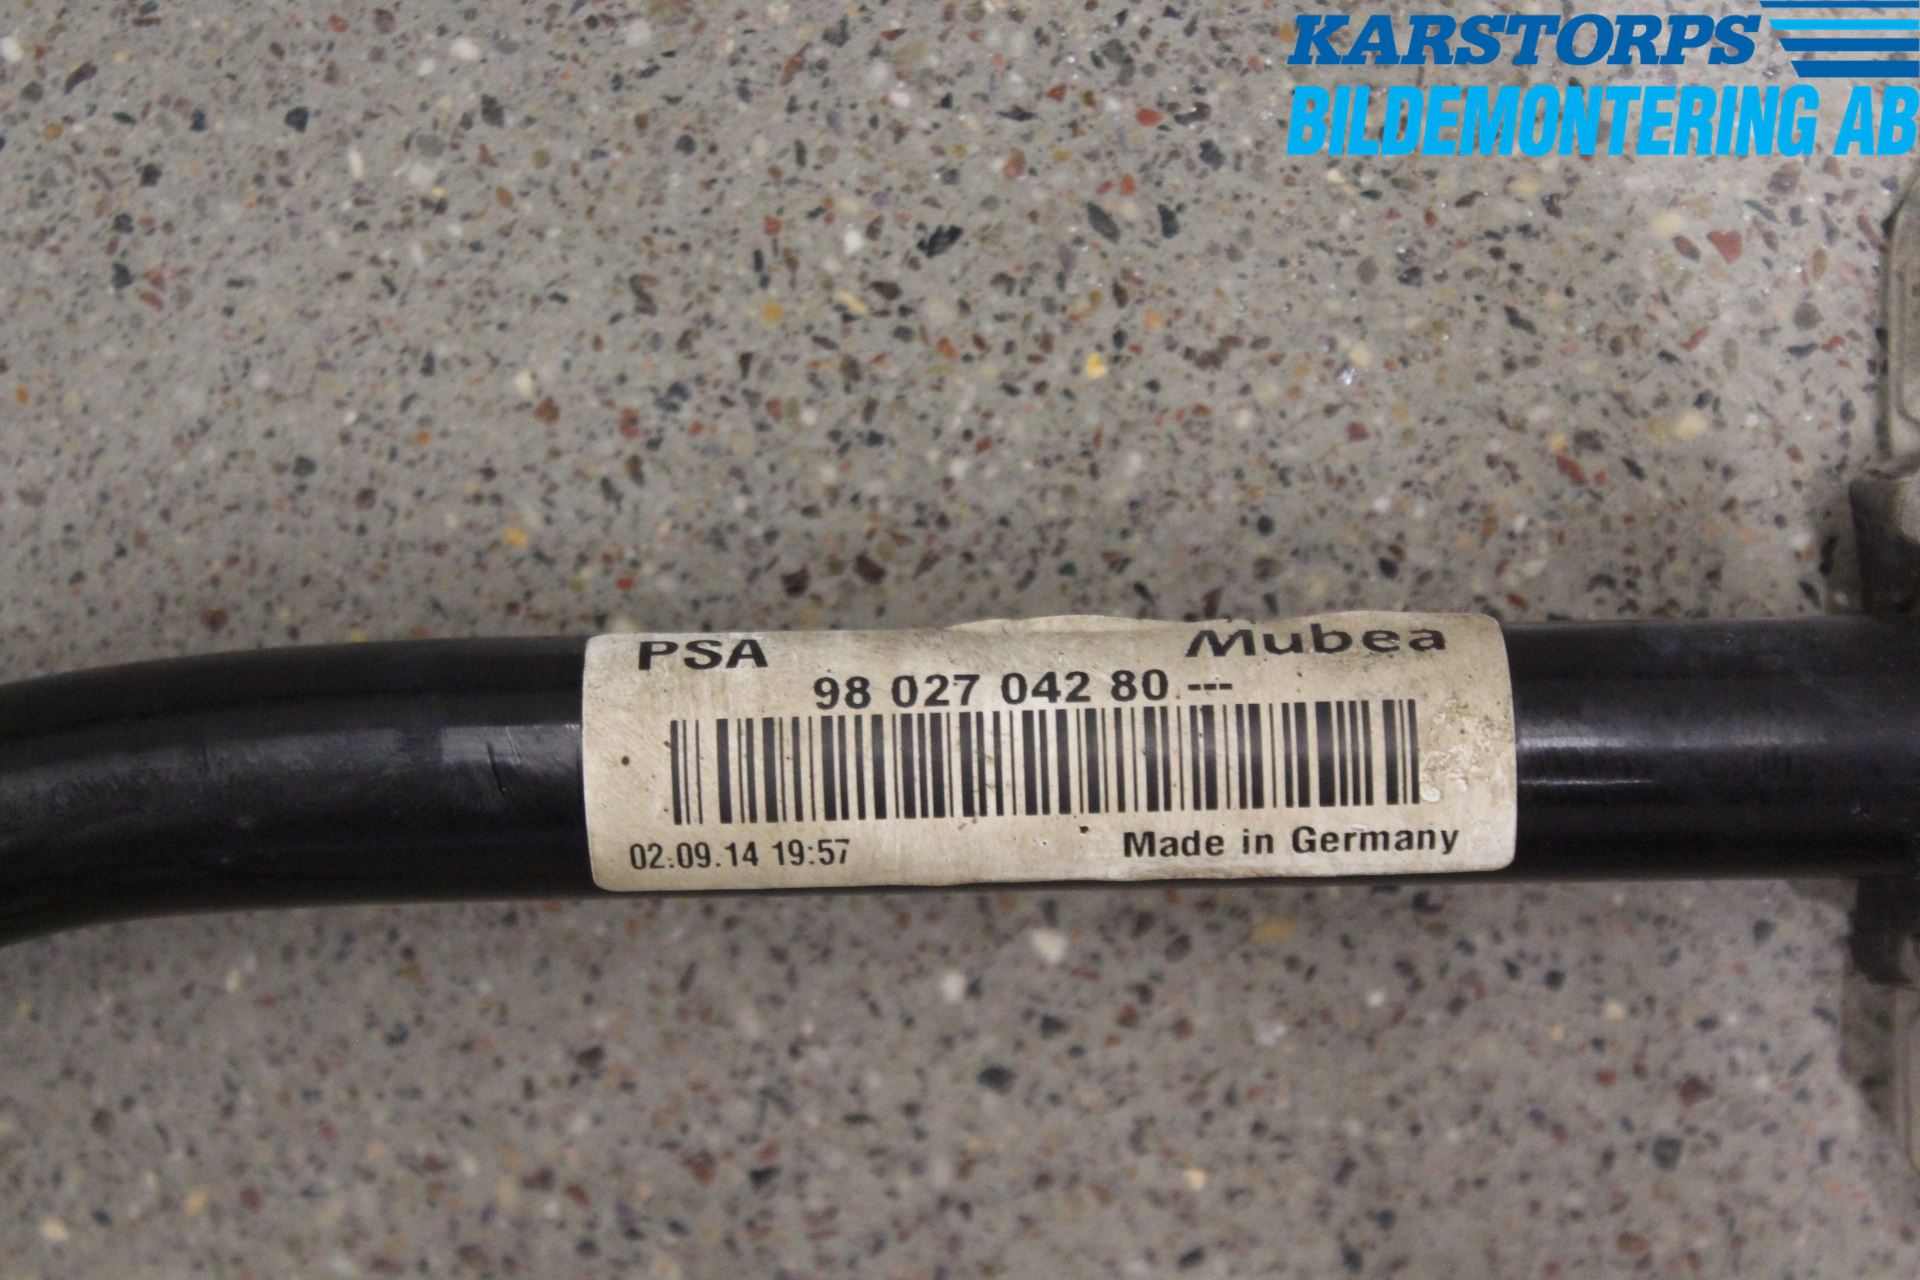 KARSTORPS
BILDEMONTERING AB
PSA Mubea
98 027 042 80 ---
02.09.14 19:57 Made in Germany